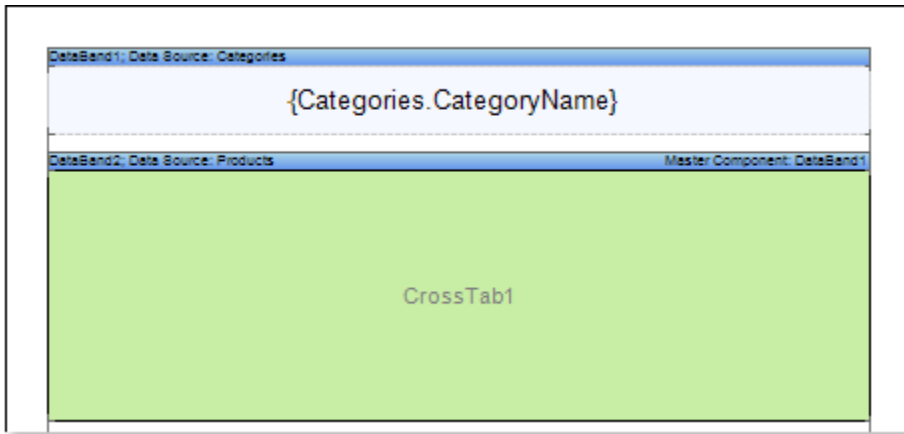 DataBand1; Data Source: Categories
{Categories.CategoryName}
DataBand2; Data Source: Products Master Component: DataBand1
CrossTab1